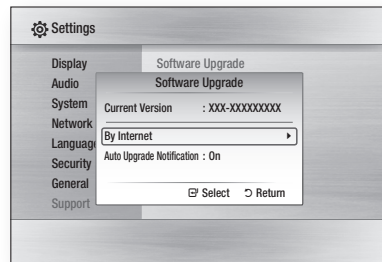 Settings
Display
Software Upgrade
Audio
System
Network
Language
Security
General
Support
Software Upgrade
Current Version : XXX-XXXXXXXXX
By Internet
Auto Upgrade Notification : On
Select Return